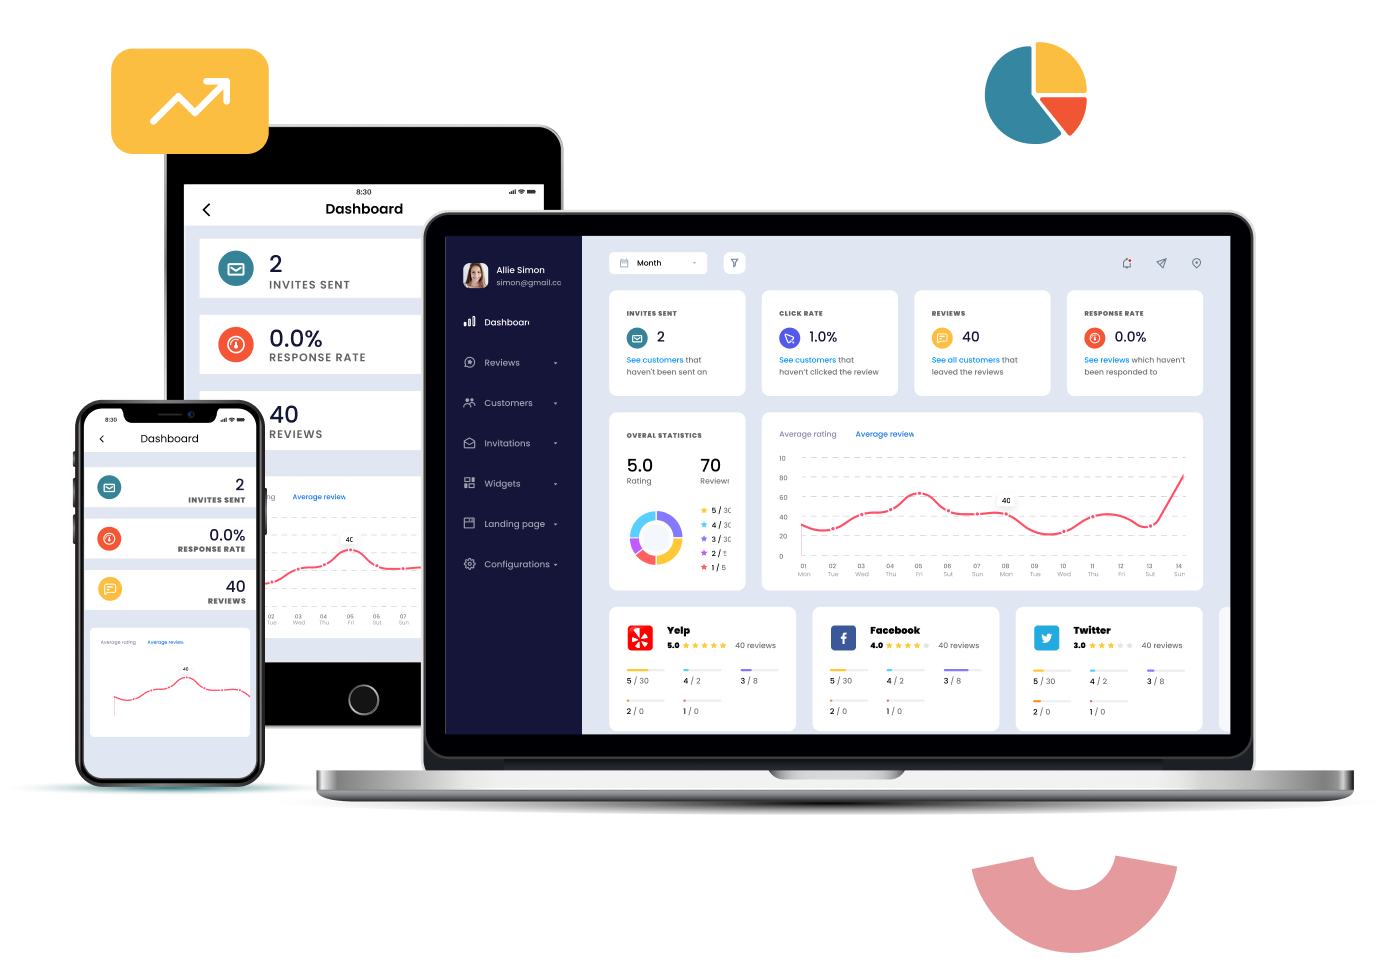 8:30
Dashboard
2
INVITES SENT
0.0%
RESPONSE RATE
40
REVIEWS
Average review
40
02 03 04 05 06 07
Tue Wed Thu Fri Sun
8:30
Dashboard
2
INVITES SENT
0.0%
RESPONSE RATE
40
REVIEWS
Average rating Average review
40
Allie Simon
simon@gmail.cc
Dashboar
Reviews
Customers
Invitations
Widgets
Landing page
Configurations
Month
INVITES SENT
2
See customers that
haven't been sent an
CLICK RATE
1.0%
See customers that
haven't clicked the review
REVIEWS
40
See all customers that
leaved the reviews
RESPONSE RATE
0.0%
See reviews which haven't
been responded to
OVERAL STATISTICS
5.0 70
Rating Review
5 / 30
4 / 30
3 / 30
2 /
1 / 5
Average rating Average review
10
80
60
40
20
0
40
01 02 03 04 05 06 07 08 09 10 11 12 13 14
Mon Tue Wed Thu Fri Sut Sun Mon Tue Wed Thu Fri Sut Sun
Yelp
5.0 40 reviews
5 / 30 4 / 2 3 / 8
2 / 0 1 / 0
Facebook
4.0 40 reviews
5 / 30 4 / 2 3 / 8
2 / 0 1 / 0
Twitter
3.0 40 reviews
5 / 30 4 / 2 3 / 8
2 / 0 1 / 0